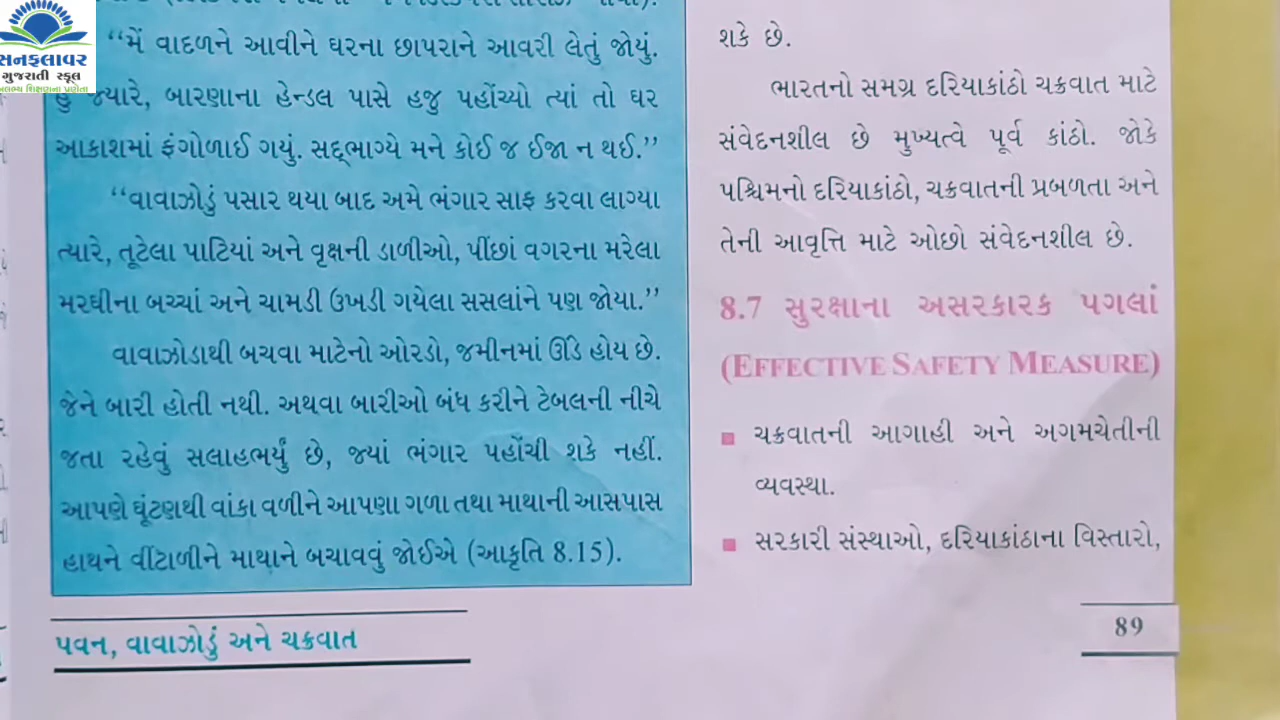 સનફલાવર
ગુજરાતી સ્કૂલ
‘‘મેં વાદળને આવીને ઘરના છાપરાને આવરી લેતું જોયું.
હું જ્યારે, બારણાના હેન્ડલ પાસે હજુ પહોંચ્યો ત્યાં તો ઘર
આકાશમાં ફંગોળાઈ ગયું. સદ્ભાગ્યે મને કોઈ જ ઈજા ન થઈ.’’
‘‘વાવાઝોડું પસાર થયા બાદ અમે ભંગાર સાફ કરવા લાગ્યા
ત્યારે, તૂટેલા પાટિયાં અને વૃક્ષની ડાળીઓ, પીંછાં વગરના મરેલા
મરઘીના બચ્ચાં અને ચામડી ઉખડી ગયેલા સસલાંને પણ જોયા.’’
વાવાઝોડાથી બચવા માટેનો ઓરડો, જમીનમાં ઊંડે હોય છે.
જેને બારી હોતી નથી. અથવા બારીઓ બંધ કરીને ટેબલની નીચે
જતા રહેવું સલાહભર્યું છે, જ્યાં ભંગાર પહોંચી શકે નહીં.
આપણે ઘૂંટણથી વાંકા વળીને આપણા ગળા તથા માથાની આસપાસ
હાથને વીંટાળીને માથાને બચાવવું જોઈએ (આકૃતિ 8.15).
શકે છે.
ભારતનો સમગ્ર દરિયાકાંઠો ચક્રવાત માટે
સંવેદનશીલ છે મુખ્યત્વે પૂર્વ કાંઠો. જોકે
પશ્ચિમનો દરિયાકાંઠો, ચક્રવાતની પ્રબળતા અને
તેની આવૃત્તિ માટે ઓછો સંવેદનશીલ છે.
8.7 સુરક્ષાના અસરકારક પગલાં
(EFFECTIVE SAFETY MEASURE)
■ ચક્રવાતની આગાહી અને અગમચેતીની
વ્યવસ્થા.
■ સરકારી સંસ્થાઓ, દરિયાકાંઠાના વિસ્તારો,
પવન, વાવાઝોડું અને ચક્રવાત
89